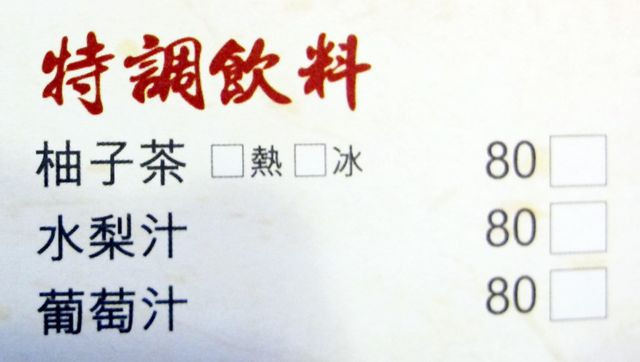 特調飲料
柚子茶 □熱 □冰 80 □
水梨汁 80 □
葡萄汁 80 □